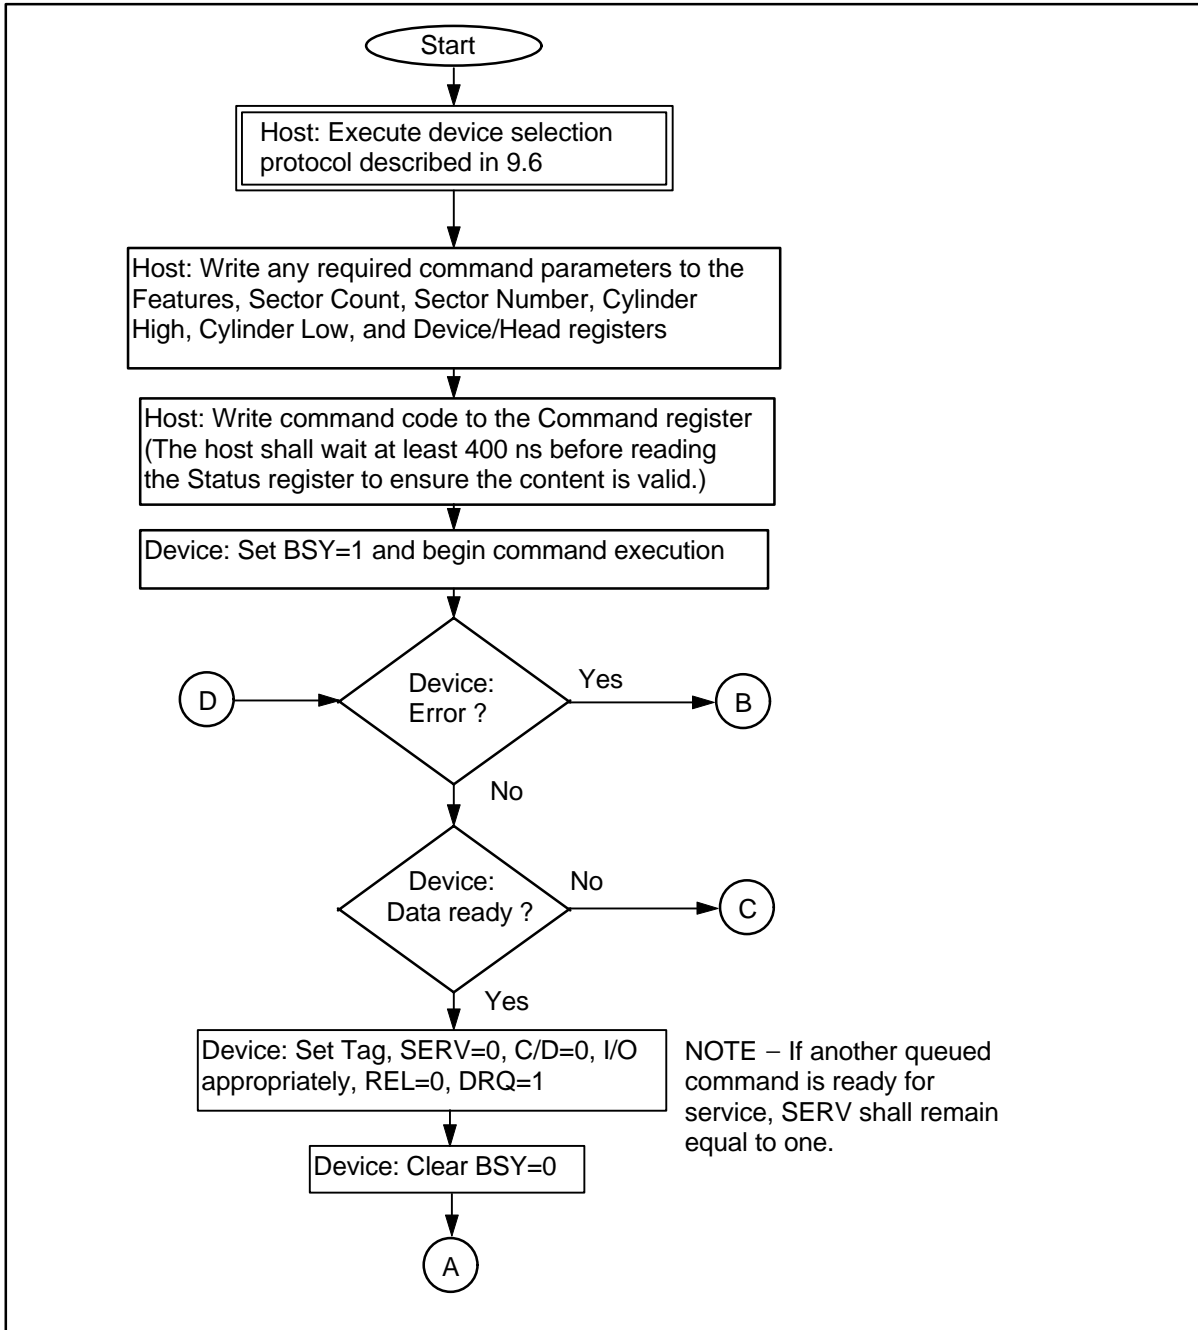 Start
Host: Execute device selection
protocol described in 9.6
Host: Write any required command parameters to the
Features, Sector Count, Sector Number, Cylinder
High, Cylinder Low, and Device/Head registers
Host: Write command code to the Command register
(The host shall wait at least 400 ns before reading
the Status register to ensure the content is valid.)
Device: Set BSY=1 and begin command execution
D
Device:
Error ?
Yes
B
No
Device:
Data ready ?
No
C
Yes
Device: Set Tag, SERV=0, C/D=0, I/O
appropriately, REL=0, DRQ=1
NOTE – If another queued
command is ready for
service, SERV shall remain
equal to one.
Device: Clear BSY=0
A